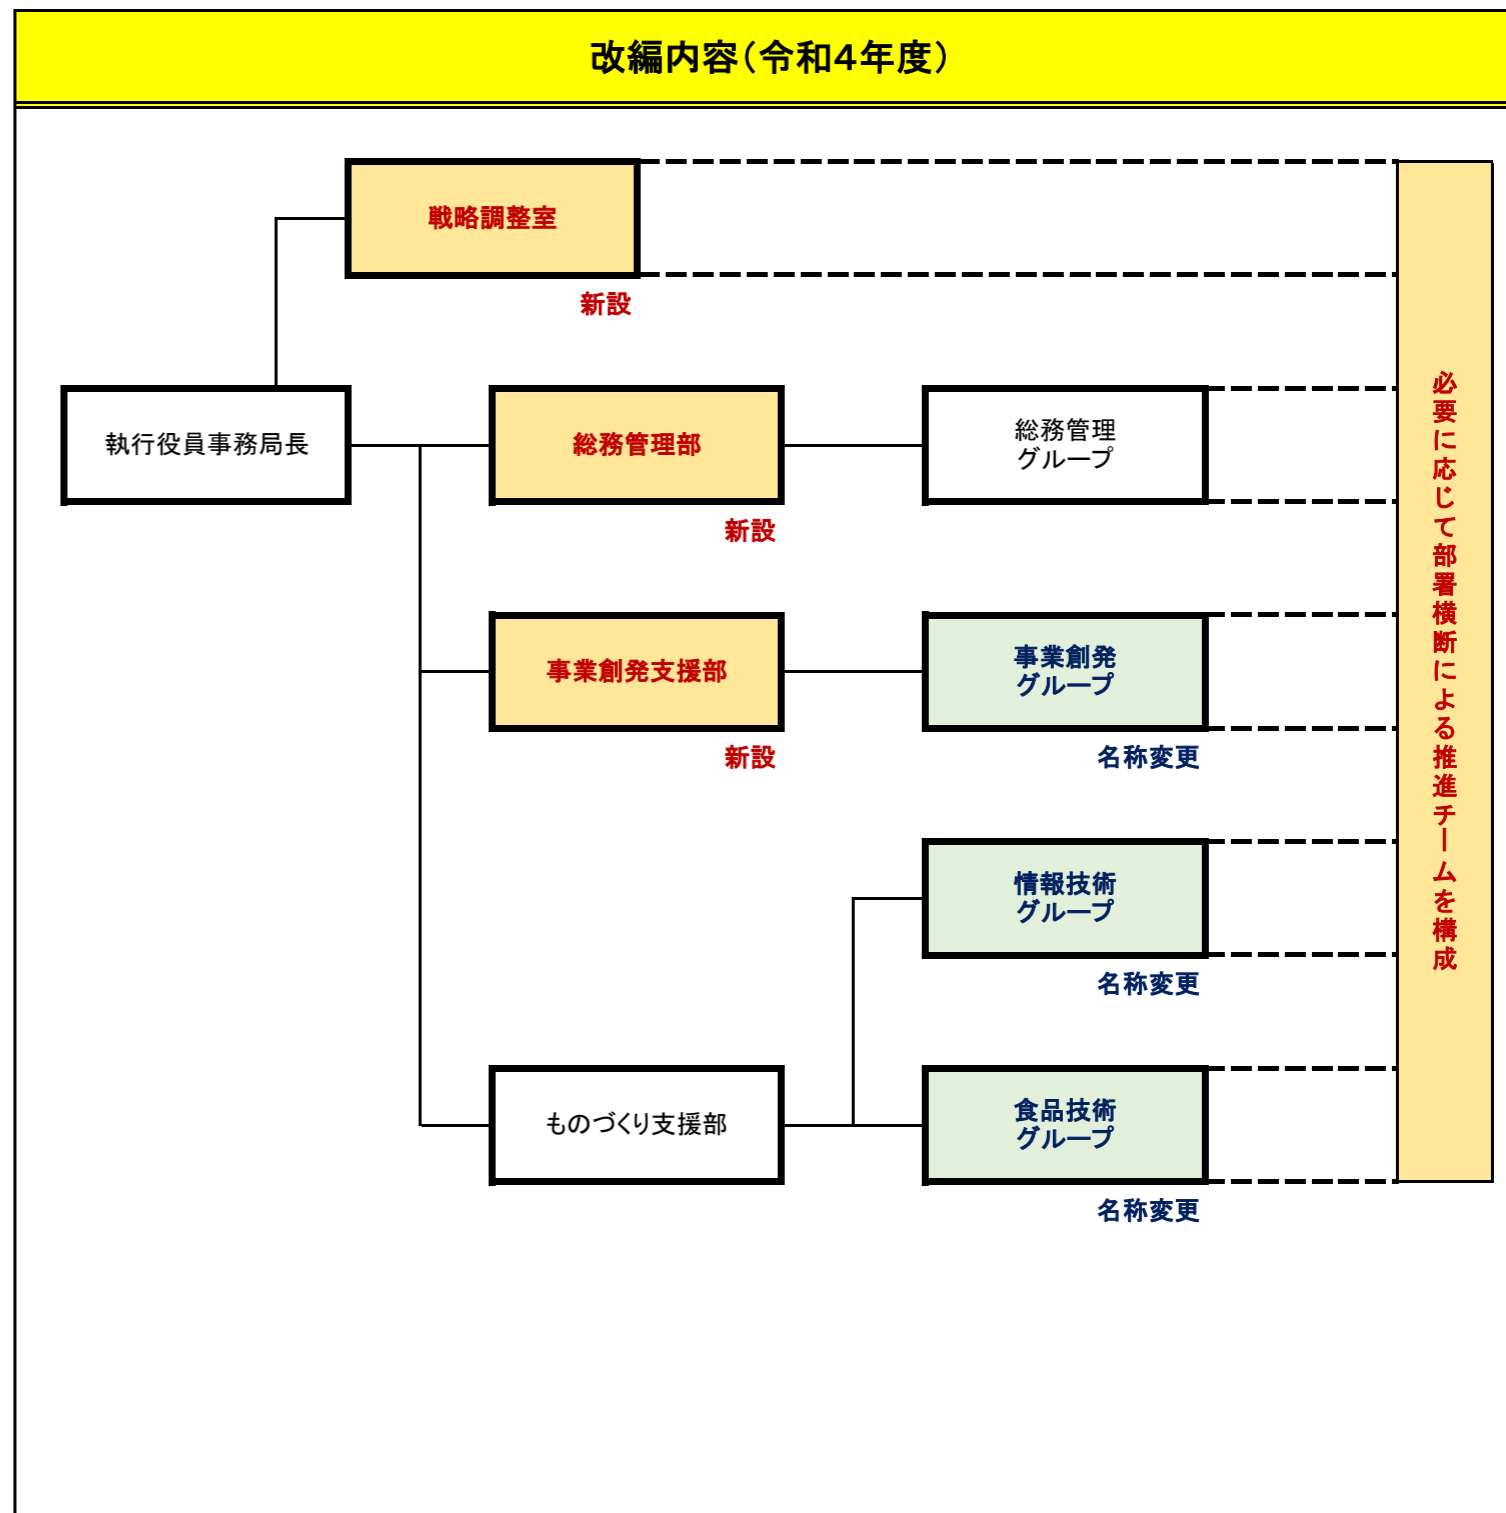 改編内容（令和4年度）
戦略調整室
新設
執行役員事務局長
総務管理部
新設
総務管理
グループ
事業創発支援部
新設
事業創発
グループ
名称変更
情報技術
グループ
名称変更
ものづくり支援部
食品技術
グループ
名称変更
必要に応じて部署横断による推進チームを構成